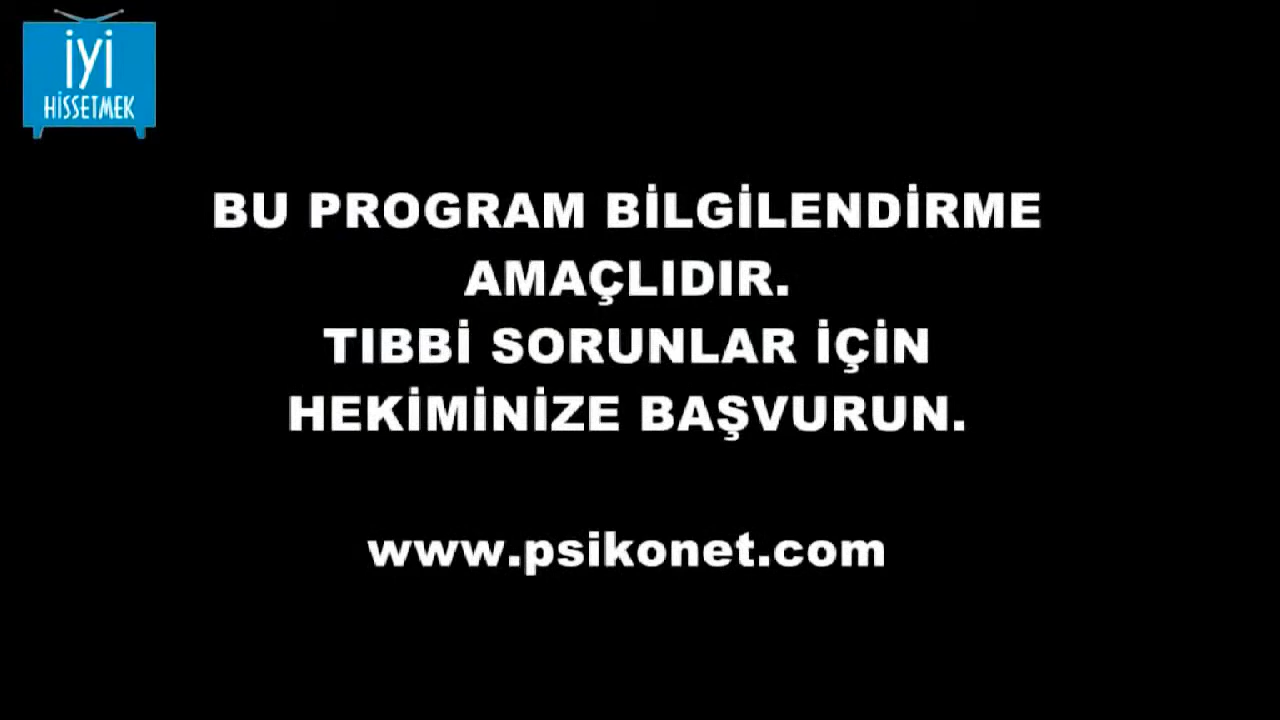 İYİ
HİSSETMEK
BU PROGRAM BİLGİLENDİRME
AMAÇLIDIR.
TIBBİ SORUNLAR İÇİN
HEKİMİNİZE BAŞVURUN.
www.psikonet.com